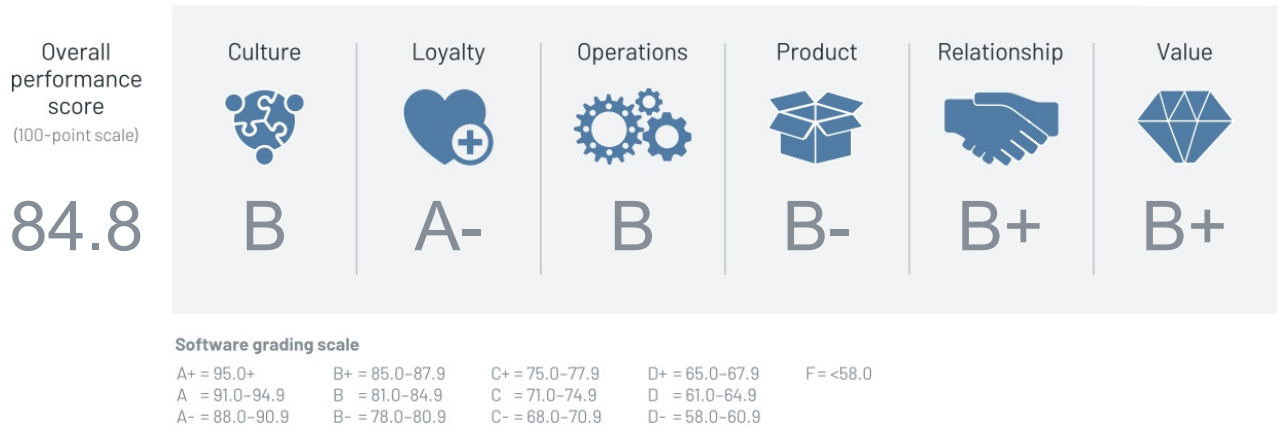 Overall
performance
score
(100-point scale)
84.8
Culture
B
Loyalty
A-
Operations
B
Product
B-
Relationship
B+
Value
B+
Software grading scale
A+ = 95.0+ B+ = 85.0–87.9 C+ = 75.0–77.9 D+ = 65.0–67.9 F = <58.0
A = 91.0–94.9 B = 81.0–84.9 C = 71.0–74.9 D = 61.0–64.9
A- = 88.0–90.9 B- = 78.0–80.9 C- = 68.0–70.9 D- = 58.0–60.9